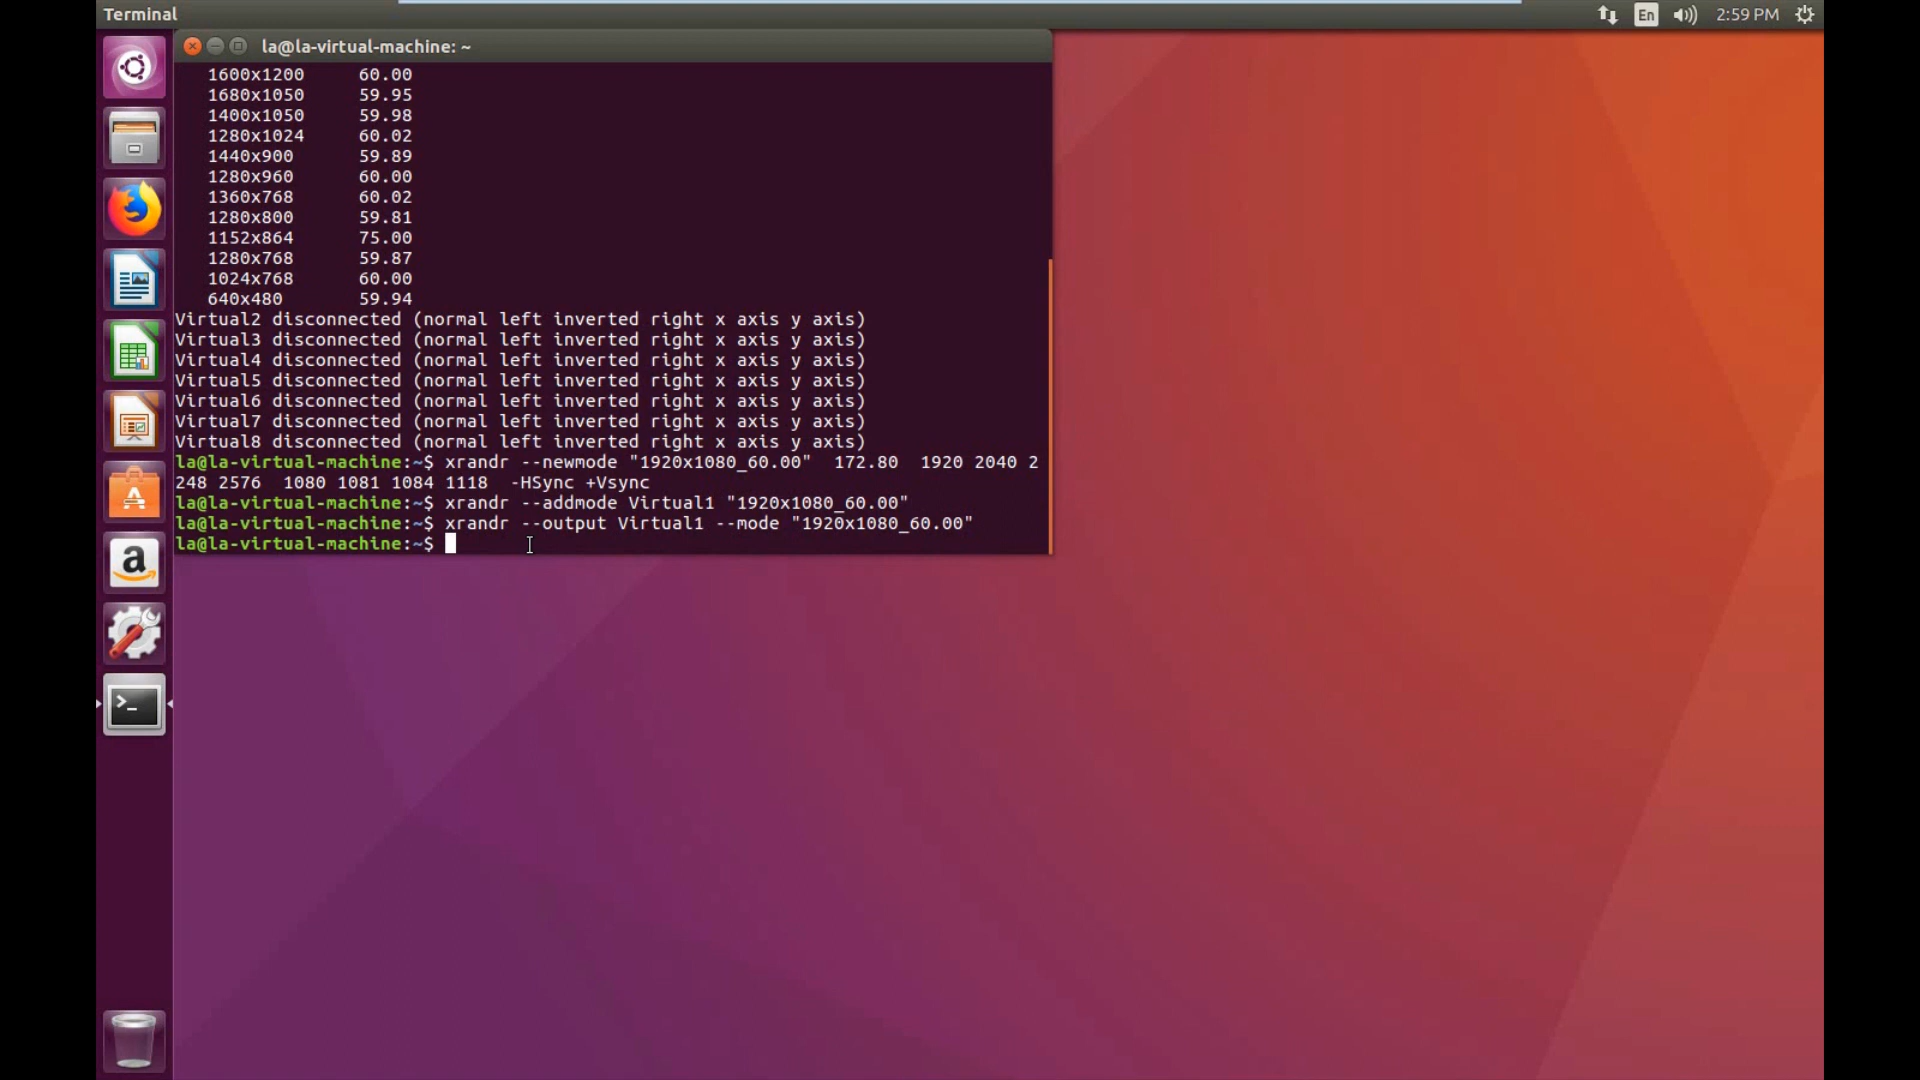 Terminal
En
2:59 PM
la@la-virtual-machine: ~
1600x1200 60.00
1680x1050 59.95
1400x1050 59.98
1280x1024 60.02
1440x900 59.89
1280x960 60.00
1360x768 60.02
1280x800 59.81
1152x864 75.00
1280x768 59.87
1024x768 60.00
640x480 59.94
Virtual2 disconnected (normal left inverted right x axis y axis)
Virtual3 disconnected (normal left inverted right x axis y axis)
Virtual4 disconnected (normal left inverted right x axis y axis)
Virtual5 disconnected (normal left inverted right x axis y axis)
Virtual6 disconnected (normal left inverted right x axis y axis)
Virtual7 disconnected (normal left inverted right x axis y axis)
Virtual8 disconnected (normal left inverted right x axis y axis)
la@la-virtual-machine:~$ xrandr --newmode "1920x1080_60.00" 172.80 1920 2040 2
248 2576 1080 1081 1084 1118 -HSync +Vsync
la@la-virtual-machine:~$ xrandr --addmode Virtual1 "1920x1080_60.00"
la@la-virtual-machine:~$ xrandr --output Virtual1 --mode "1920x1080_60.00"
la@la-virtual-machine:~$